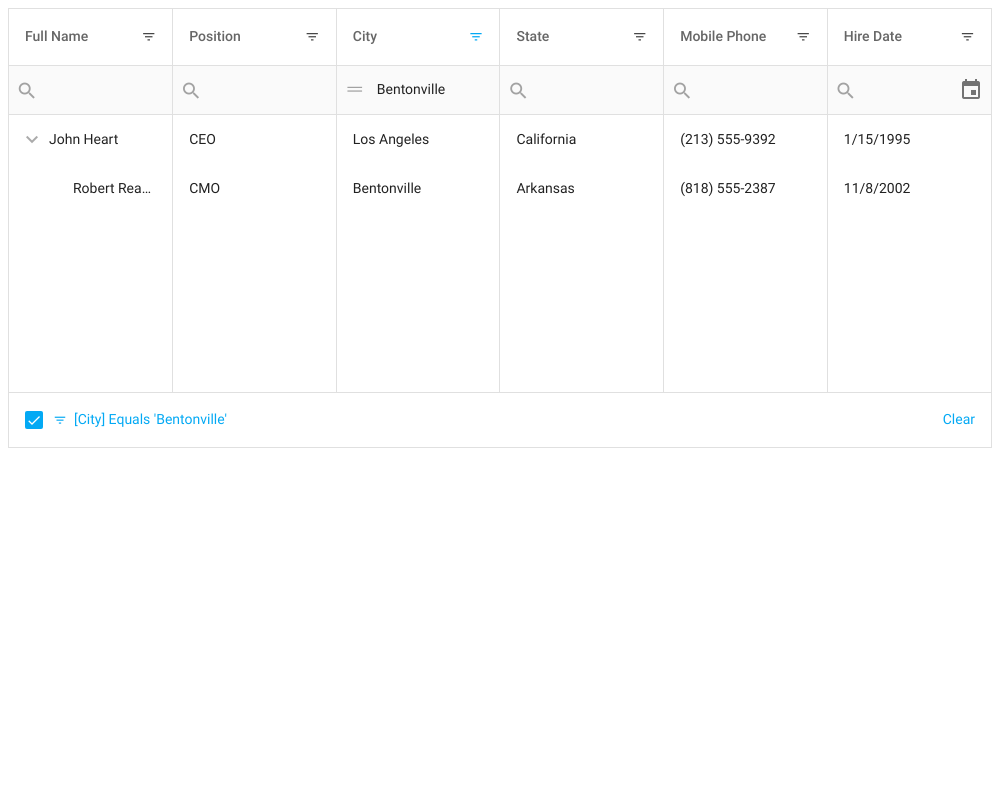 Full Name Position City State Mobile Phone Hire Date
Bentonville
John Heart CEO Los Angeles California (213) 555-9392 1/15/1995
Robert Rea... CMO Bentonville Arkansas (818) 555-2387 11/8/2002
[City] Equals 'Bentonville' Clear